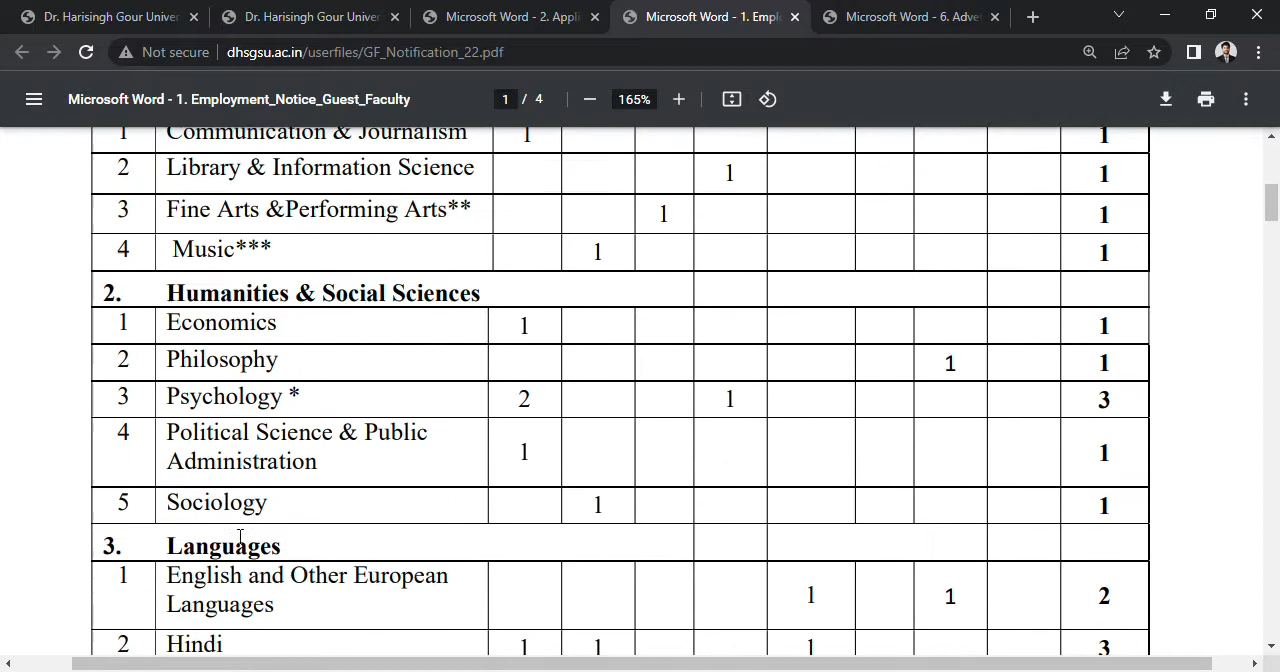 Dr. Harisingh Gour Univer
Dr. Harisingh Gour Univer
Microsoft Word - 2. Appli
Microsoft Word - 1. Empl
Microsoft Word - 6. Adve
Not secure dhsgsu.ac.in/userfiles/GF_Notification_22.pdf
Microsoft Word - 1. Employment_Notice_Guest_Faculty 1 / 4 165%
1 Communication & Journalism 1 1
2 Library & Information Science 1 1
3 Fine Arts &Performing Arts** 1 1
4 Music*** 1 1
2. Humanities & Social Sciences
1 Economics 1 1
2 Philosophy 1 1
3 Psychology * 2 1 3
4 Political Science & Public
Administration 1 1
5 Sociology 1 1
3. Languages
1 English and Other European
Languages 1 1 2
2 Hindi 1 1 1 3